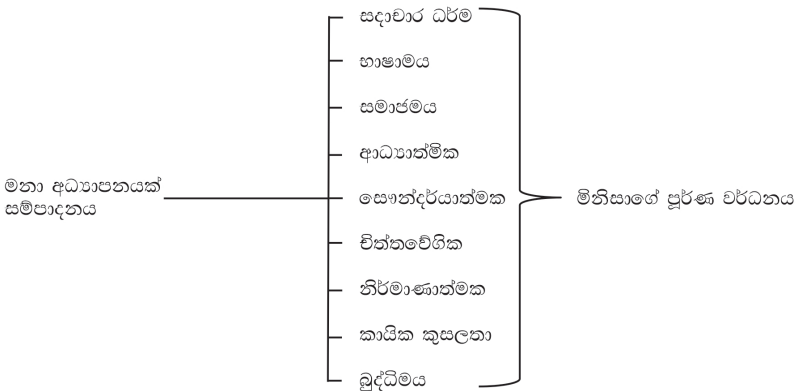 සදාචාර ධර්ම
භාෂාමය
සමාජමය
ආධ්‍යාත්මික
මනා අධ්‍යාපනයක්
සම්පාදනය
සෞන්දර්යාත්මක
මිනිසාගේ පූර්ණ වර්ධනය
චිත්තවේගික
නිර්මාණාත්මක
කායික කුසලතා
බුද්ධිමය